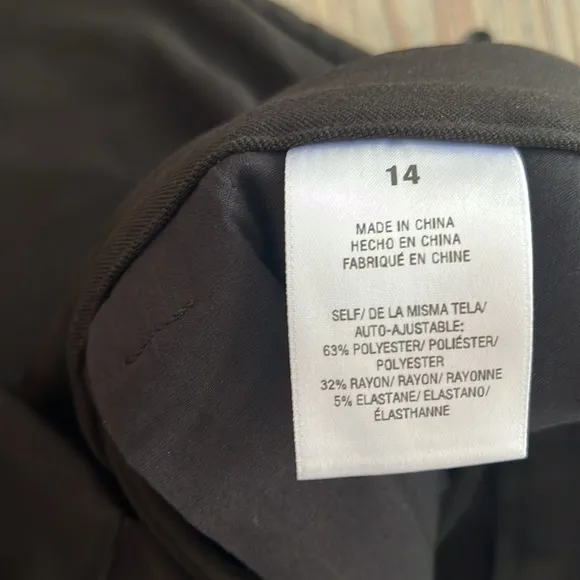 14
MADE IN CHINA
HECHO EN CHINA
FABRIQUÉ EN CHINE
SELF/ DE LA MISMA TELA/
AUTO-AJUSTABLE:
63% POLYESTER/ POLIÉSTER/
POLYESTER
32% RAYON/ RAYON/ RAYONNE
5% ELASTANE/ ELASTANO/
ÉLASTHANNE